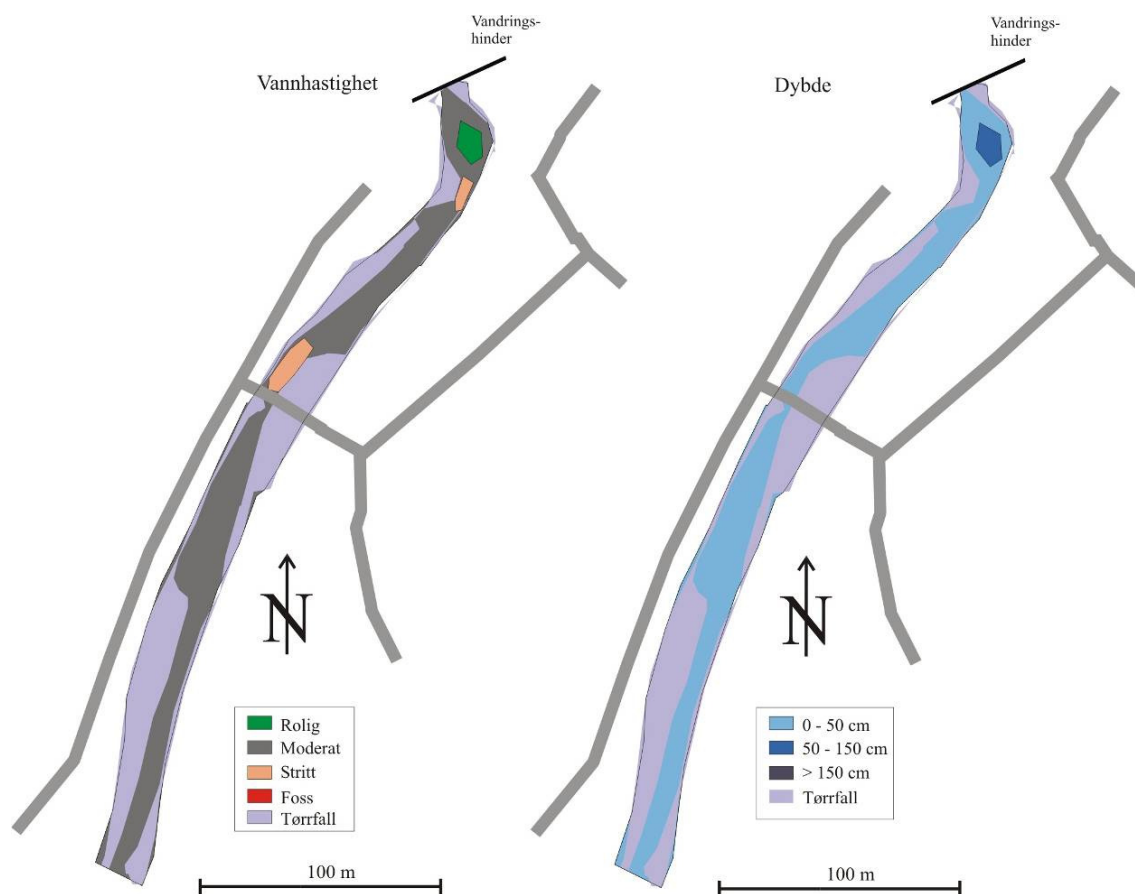 Vandrings-
hinder
Vannhastighet
N
Rolig
Moderat
Stritt
Foss
Tørrfall
100 m
Vandrings-
hinder
Dybde
N
0 - 50 cm
50 - 150 cm
> 150 cm
Tørrfall
100 m